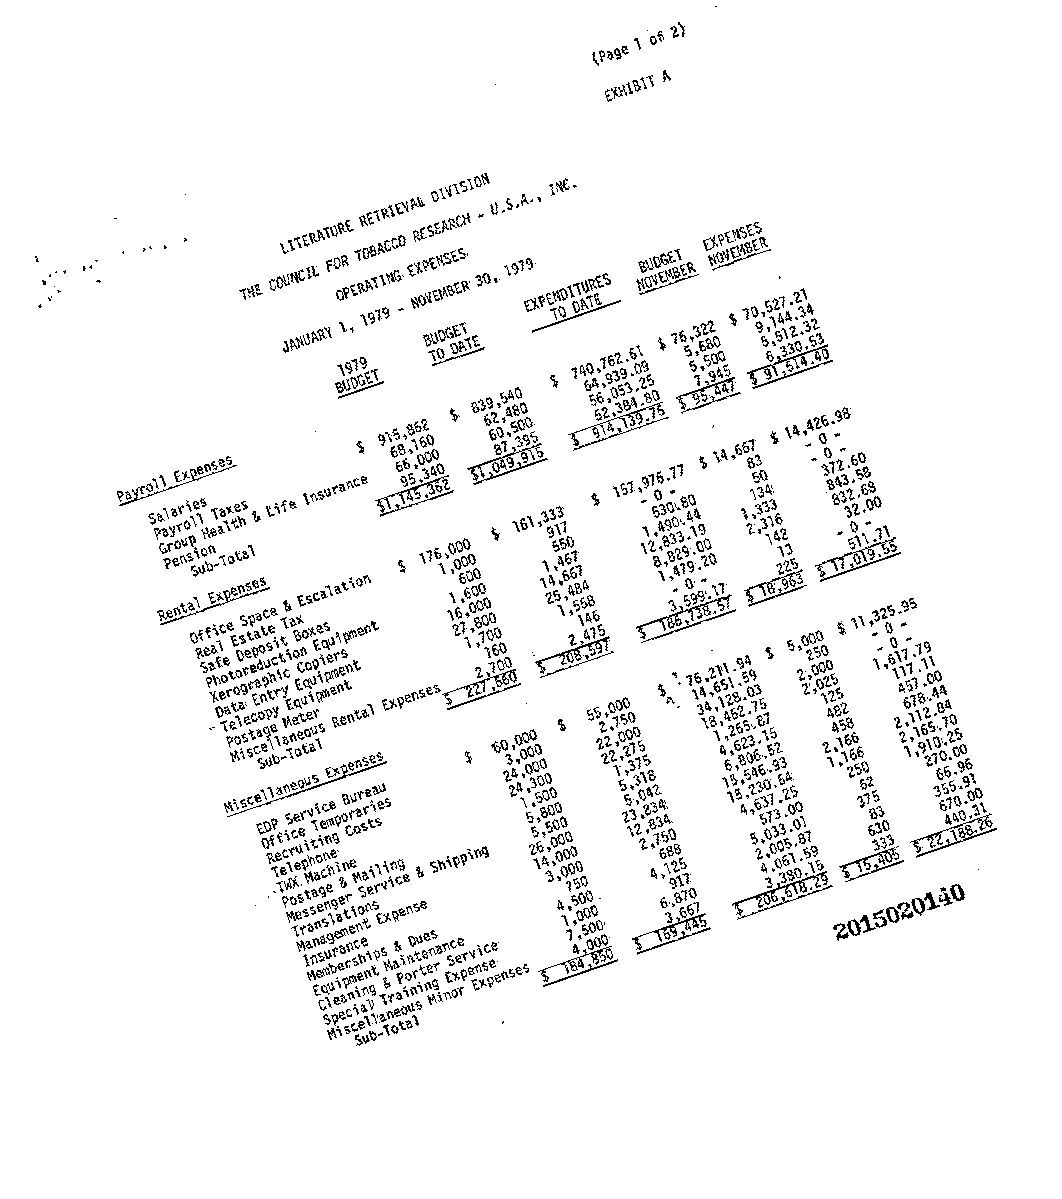 (Page 1 of 2)
EXHIBIT A
LITERATURE RETRIEVAL DIVISION
THE COUNCIL FOR TOBACCO RESEARCH - U.S.A., INC.
OPERATING EXPENSES
JANUARY 1, 1979 - NOVEMBER 30, 1979
1979 BUDGET BUDGET TO DATE EXPENDITURES TO DATE BUDGET NOVEMBER EXPENSES NOVEMBER
Payroll Expenses
Salaries $ 915,862 $ 839,540 $ 740,762.61 $ 76,322 $ 70,527.21
Payroll Taxes 68,160 62,480 64,939.09 5,680 9,144.34
Group Health & Life Insurance 66,000 60,500 56,053.25 5,500 5,612.32
Pension 95,340 87,395 52,384.80 7,945 6,330.53
Sub-Total $1,145,362 $1,049,915 $ 914,139.75 $ 95,447 $ 91,614.40
Rental Expenses
Office Space & Escalation $ 176,000 $ 161,333 $ 157,976.77 $ 14,667 $ 14,426.98
Real Estate Tax 1,000 917 - 0 - 83 - 0 -
Safe Deposit Boxes 600 550 530.80 50 - 0 -
Photoreduction Equipment 1,600 1,467 1,490.44 134 372.60
Xerographic Copiers 16,000 14,667 12,833.19 1,333 843.58
Data Entry Equipment 27,800 25,484 8,829.00 2,316 832.68
Telecopy Equipment 1,700 1,558 1,479.20 142 32.00
Postage Meter 160 146 - 0 - 13 - 0 -
Miscellaneous Rental Expenses 2,700 2,475 3,599.17 225 511.71
Sub-Total $ 227,560 $ 208,597 $ 186,738.57 $ 18,963 $ 17,019.55
Miscellaneous Expenses
EDP Service Bureau $ 60,000 $ 55,000 $ 76,211.94 $ 5,000 $ 11,325.95
Office Temporaries 3,000 2,750 14,651.59 250 - 0 -
Recruiting Costs 24,000 22,000 34,128.03 2,000 - 0 -
Telephone 24,300 22,275 18,462.75 2,025 1,617.79
TWX Machine 1,500 1,375 1,265.87 125 117.11
Postage & Mailing 5,800 5,318 4,623.15 482 457.00
Messenger Service & Shipping 5,500 5,042 6,806.52 458 678.44
Translations 26,000 23,834 18,546.93 2,166 2,112.84
Management Expense 14,000 12,834 1,166 2,165.70
Insurance 3,000 2,750 4,637.25 250 1,910.25
Memberships & Dues 750 688 573.00 62 270.00
Equipment Maintenance 4,500 4,125 5,033.01 375 66.96
Cleaning & Porter Service 1,000 917 2,005.87 83 355.91
Special Training Expense 7,500 6,870 4,061.59 630 670.00
Miscellaneous Minor Expenses 4,000 3,667 3,380.15 333 440.31
Sub-Total $ 184,850 $ 169,445 $ 15,405 $ 22,188.26
2015020140